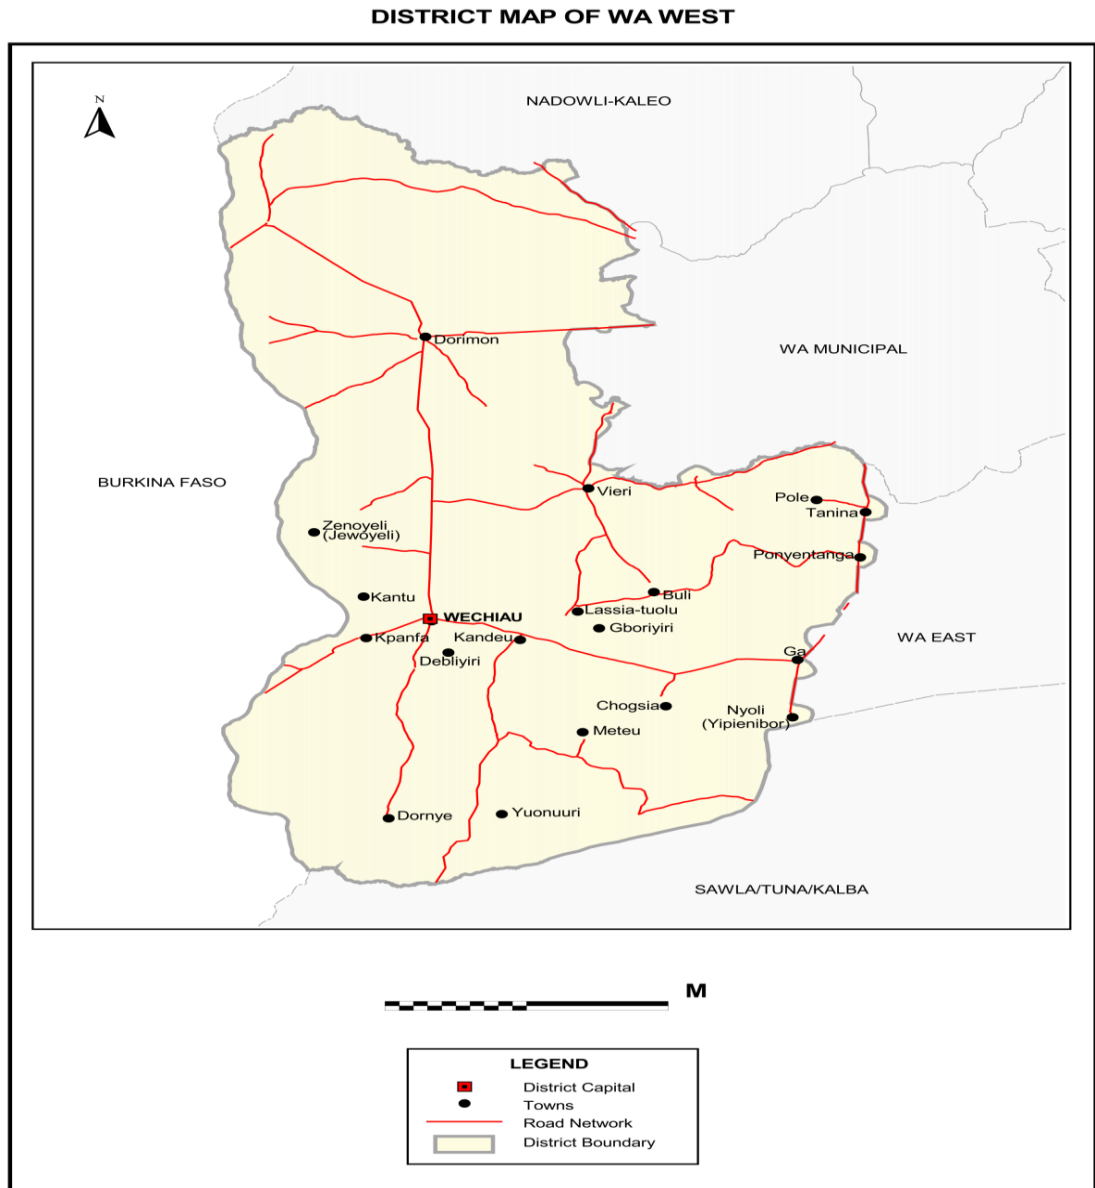 DISTRICT MAP OF WA WEST
N
NADOWLI-KALEO
Dorimon
WA MUNICIPAL
BURKINA FASO
Vieri
Pole
Tanina
Zenoyeli
(Jewoyeli)
Ponyentanga
Kantu
Buli
Lassia-tuolu
WECHIAU
Gboriyiri
Kpanfa
Kandeu
WA EAST
Ga
Debliyiri
Chogsia
Nyoli
(Yipienibor)
Meteu
Dornye
Yuonuuri
SAWLA/TUNA/KALBA
M
LEGEND
District Capital
Towns
Road Network
District Boundary